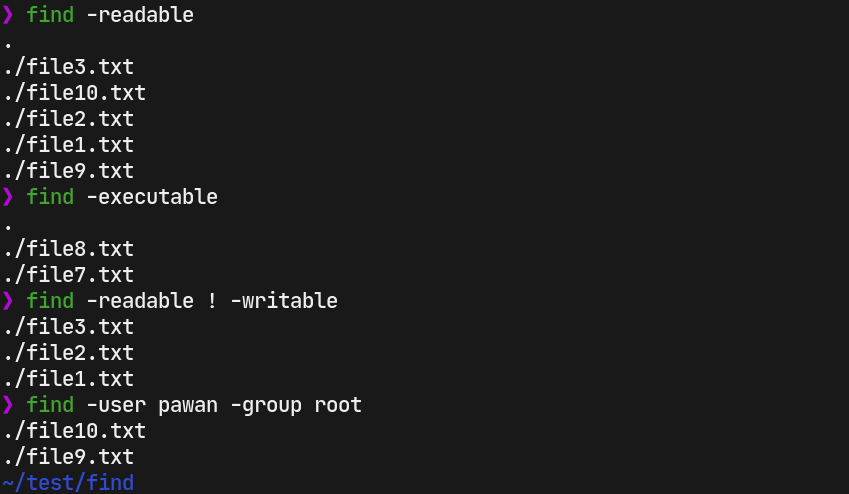 ❯ find -readable
.
./file3.txt
./file10.txt
./file2.txt
./file1.txt
./file9.txt
❯ find -executable
.
./file8.txt
./file7.txt
❯ find -readable ! -writable
./file3.txt
./file2.txt
./file1.txt
❯ find -user pawan -group root
./file10.txt
./file9.txt
~/test/find